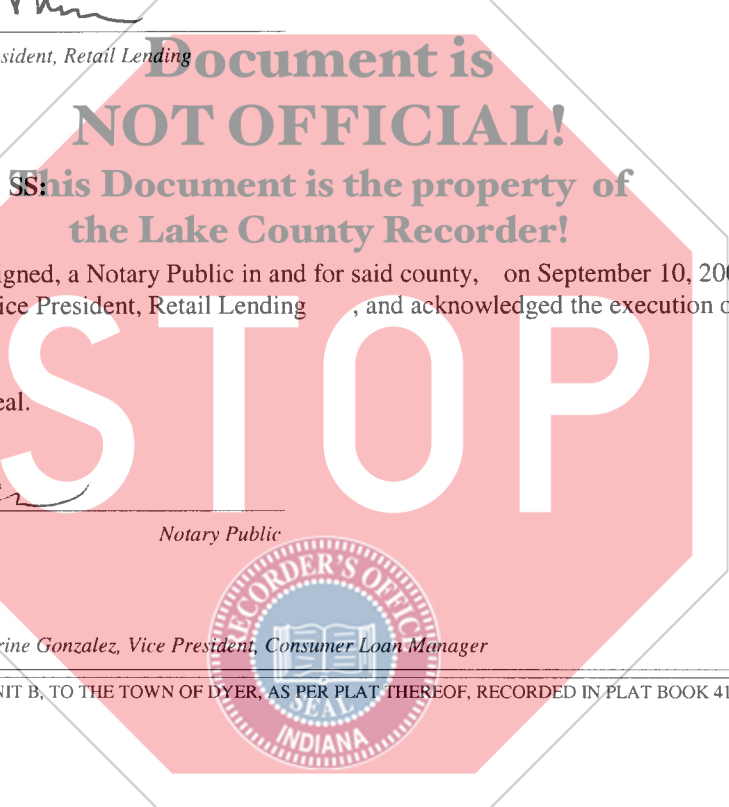 sident, Retail Lending
Document is
NOT OFFICIAL!
SS:
This Document is the property of
the Lake County Recorder!
igned, a Notary Public in and for said county, on September 10, 200
ice President, Retail Lending , and acknowledged the execution o
STOP
eal.
Notary Public
RECORDER'S OFFICE
rine Gonzalez, Vice President, Consumer Loan Manager
NIT B, TO THE TOWN OF DYER, AS PER PLAT THEREOF, RECORDED IN PLAT BOOK 41
SEAL
INDIANA